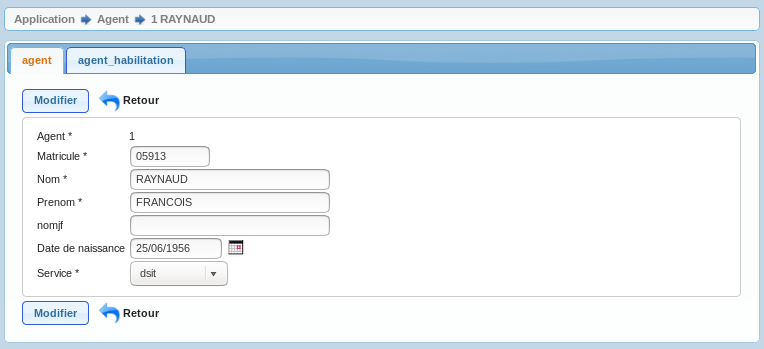 Application Agent 1 RAYNAUD
agent agent_habilitation
Modifier Retour
Agent * 1
Matricule * 05913
Nom * RAYNAUD
Prenom * FRANCOIS
nomjf
Date de naissance 25/06/1956
Service * dsit
Modifier Retour